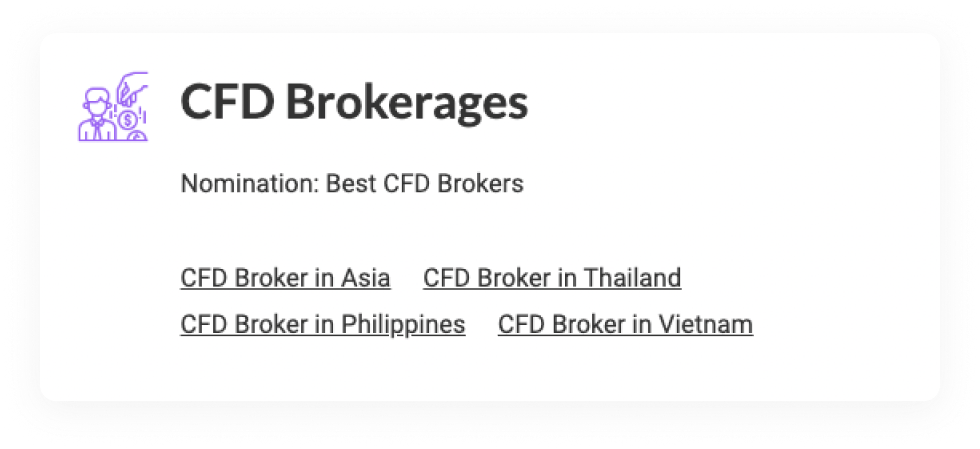 CFD Brokerages
Nomination: Best CFD Brokers
CFD Broker in Asia CFD Broker in Thailand
CFD Broker in Philippines CFD Broker in Vietnam